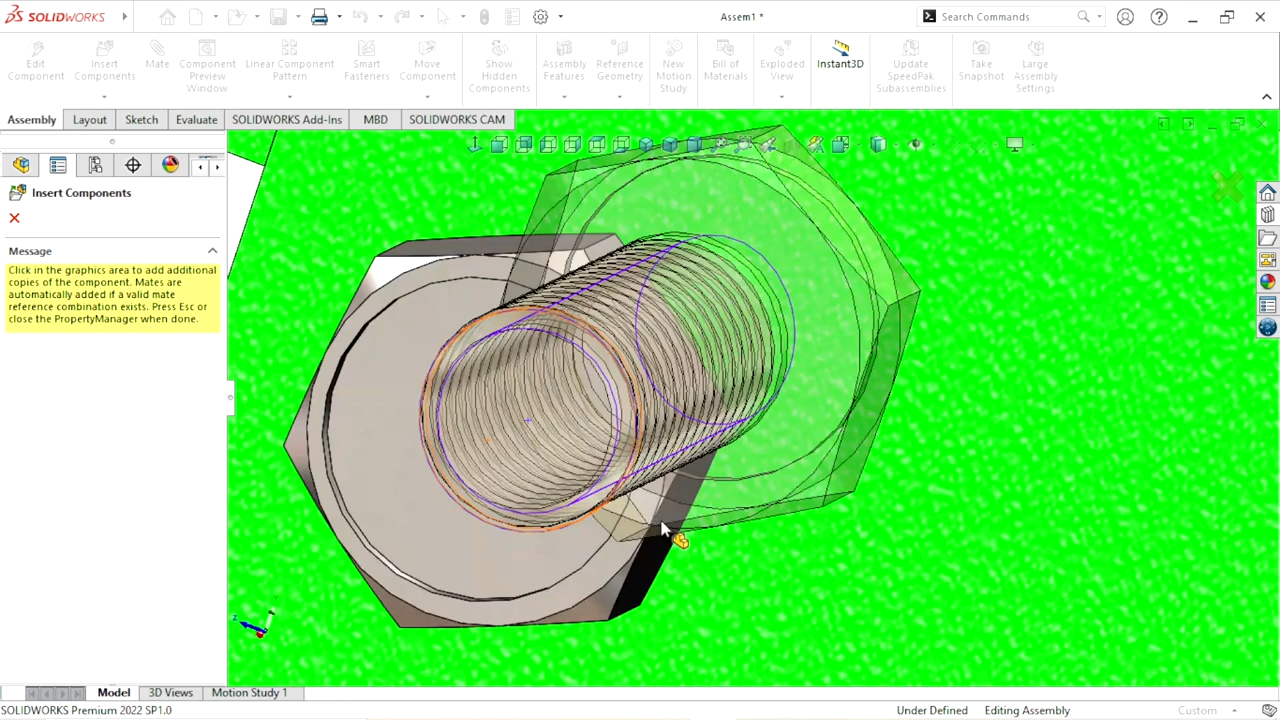 SOLIDWORKS
Assem1 *
Search Commands
Edit
Component
Insert
Components
Mate
Component
Preview
Window
Linear Component
Pattern
Smart
Fasteners
Move
Component
Show
Hidden
Components
Assembly
Features
Reference
Geometry
New
Motion
Study
Bill of
Materials
Exploded
View
Instant3D
Update
SpeedPak
Subassemblies
Take
Snapshot
Large
Assembly
Settings
Assembly
Layout
Sketch
Evaluate
SOLIDWORKS Add-Ins
MBD
SOLIDWORKS CAM
Insert Components
Message
Click in the graphics area to add additional
copies of the component. Mates are
automatically added if a valid mate
reference combination exists. Press Esc or
close the PropertyManager when done.
Model
3D Views
Motion Study 1
SOLIDWORKS Premium 2022 SP1.0
Under Defined
Editing Assembly
Custom